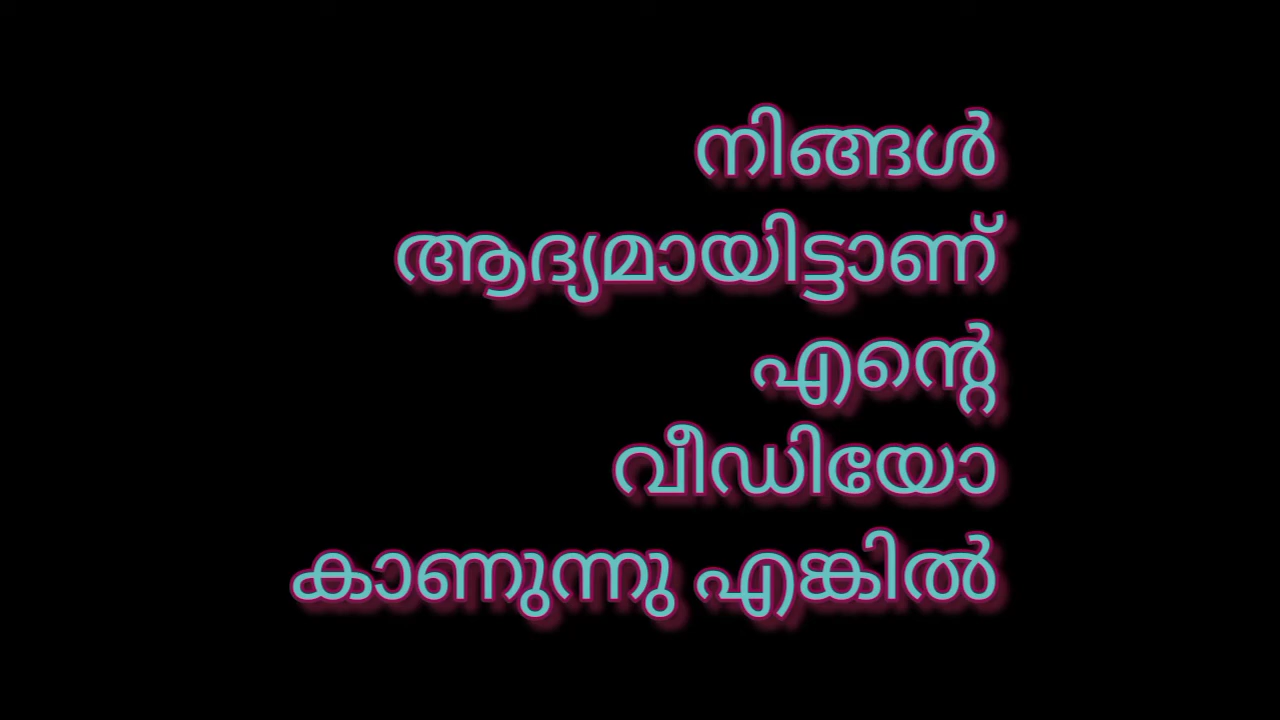 നിങ്ങൾ
ആദ്യമായിട്ടാണ്
എന്റെ
വീഡിയോ
കാണുന്നു എങ്കിൽ